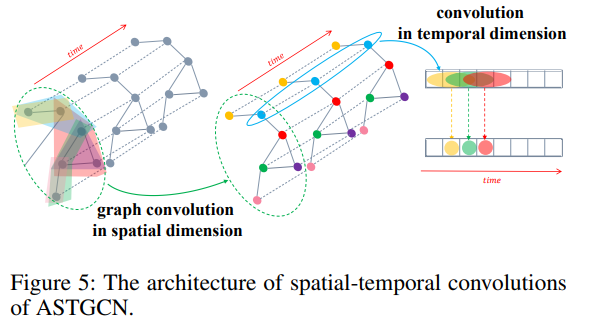 convolution
in temporal dimension
time
time
graph convolution
in spatial dimension
time
Figure 5: The architecture of spatial-temporal convolutions
of ASTGCN.